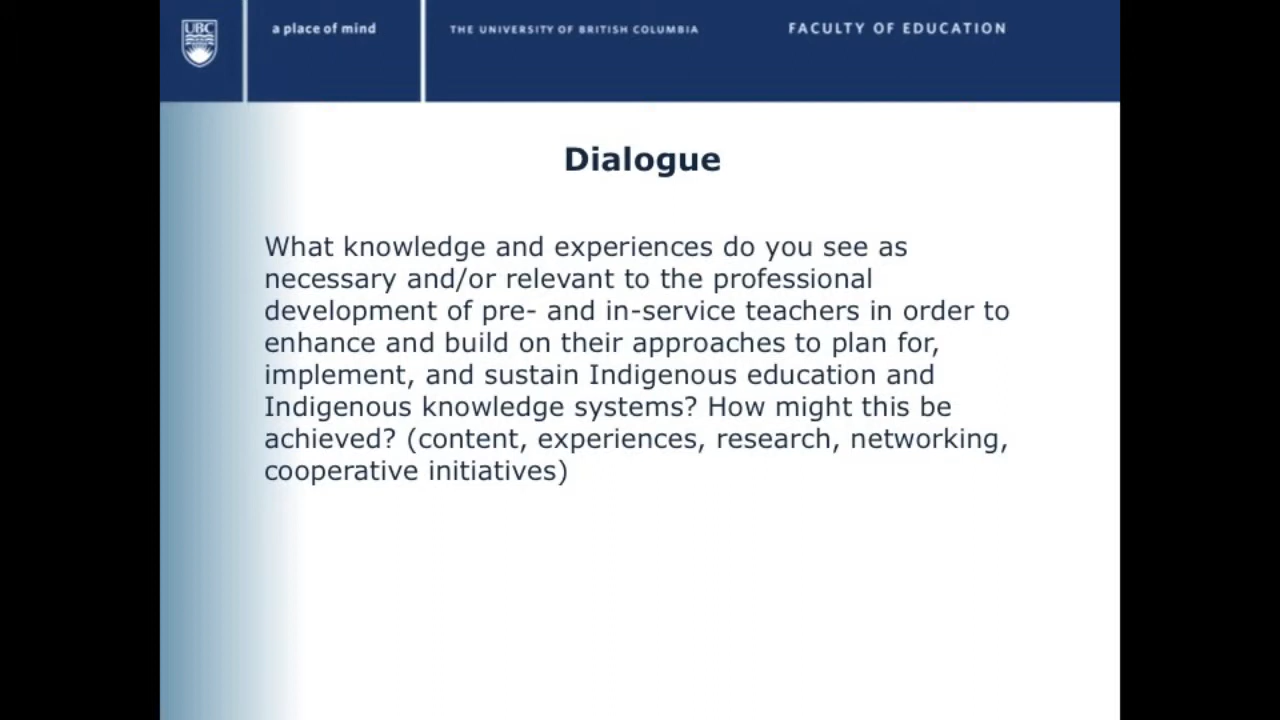 UBC
a place of mind
THE UNIVERSITY OF BRITISH COLUMBIA
FACULTY OF EDUCATION
Dialogue
What knowledge and experiences do you see as
necessary and/or relevant to the professional
development of pre- and in-service teachers in order to
enhance and build on their approaches to plan for,
implement, and sustain Indigenous education and
Indigenous knowledge systems? How might this be
achieved? (content, experiences, research, networking,
cooperative initiatives)